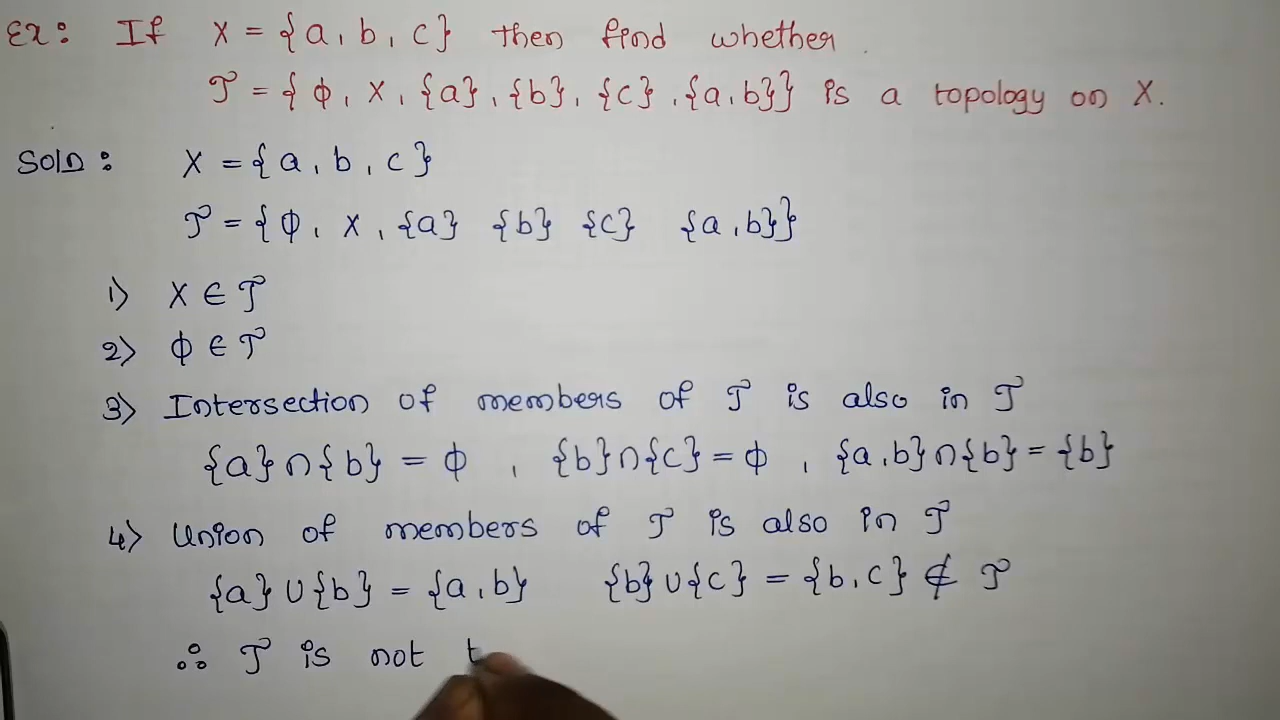 Ex: If X = {a, b, c} then find whether
𝒯 = {ϕ, X, {a}, {b}, {c}, {a,b}} is a topology on X.
Soln: X = {a, b, c}
𝒯 = {ϕ, X, {a} {b} {c} {a,b}}
1) X ∈ 𝒯
2) ϕ ∈ 𝒯
3) Intersection of members of 𝒯 is also in 𝒯
{a}∩{b} = ϕ , {b}∩{c} = ϕ , {a,b}∩{b} = {b}
4) Union of members of 𝒯 is also in 𝒯
{a}∪{b} = {a,b} {b}∪{c} = {b,c} ∉ 𝒯
∴ 𝒯 is not t